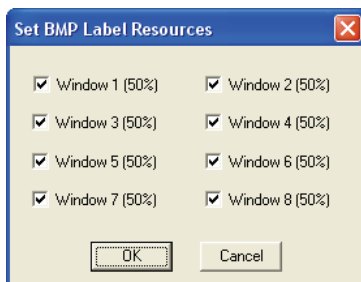 Set BMP Label Resources
Window 1 (50%) Window 2 (50%)
Window 3 (50%) Window 4 (50%)
Window 5 (50%) Window 6 (50%)
Window 7 (50%) Window 8 (50%)
OK Cancel